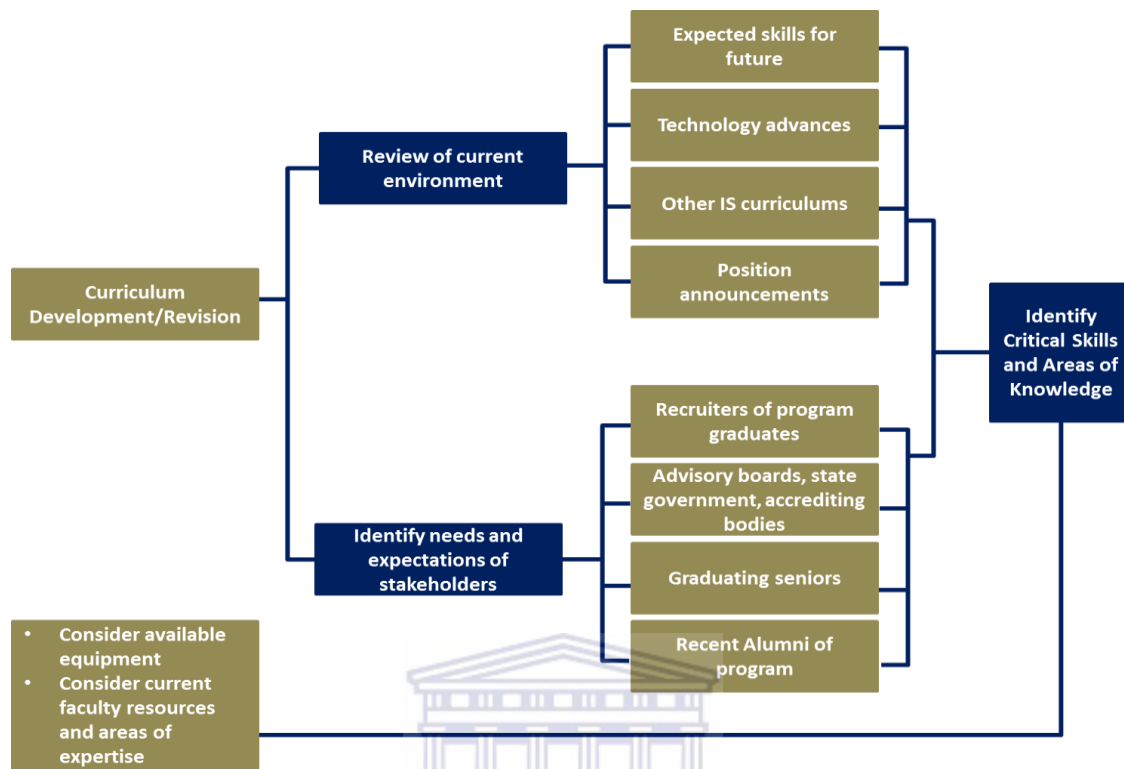 Expected skills for
future
Technology advances
Review of current
environment
Other IS curriculums
Position
announcements
Curriculum
Development/Revision
Identify
Critical Skills
and Areas of
Knowledge
Recruiters of program
graduates
Advisory boards, state
government, accrediting
bodies
Identify needs and
expectations of
stakeholders
Graduating seniors
Recent Alumni of
program
• Consider available
equipment
• Consider current
faculty resources
and areas of
expertise